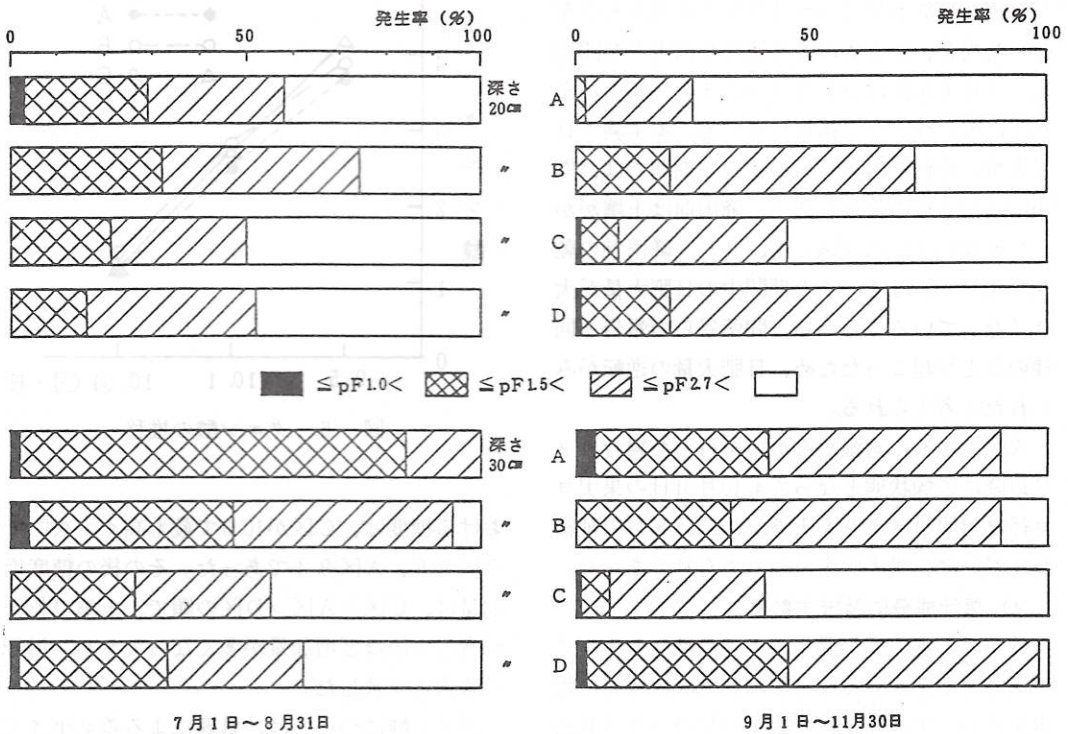 発生率（%） 発生率（%）
0 50 100 0 50 100
深さ
20㎝ A
〃 B
〃 C
〃 D
≦pF1.0< ≦pF1.5< ≦pF2.7<
深さ
30㎝ A
〃 B
〃 C
〃 D
7月1日～8月31日 9月1日～11月30日